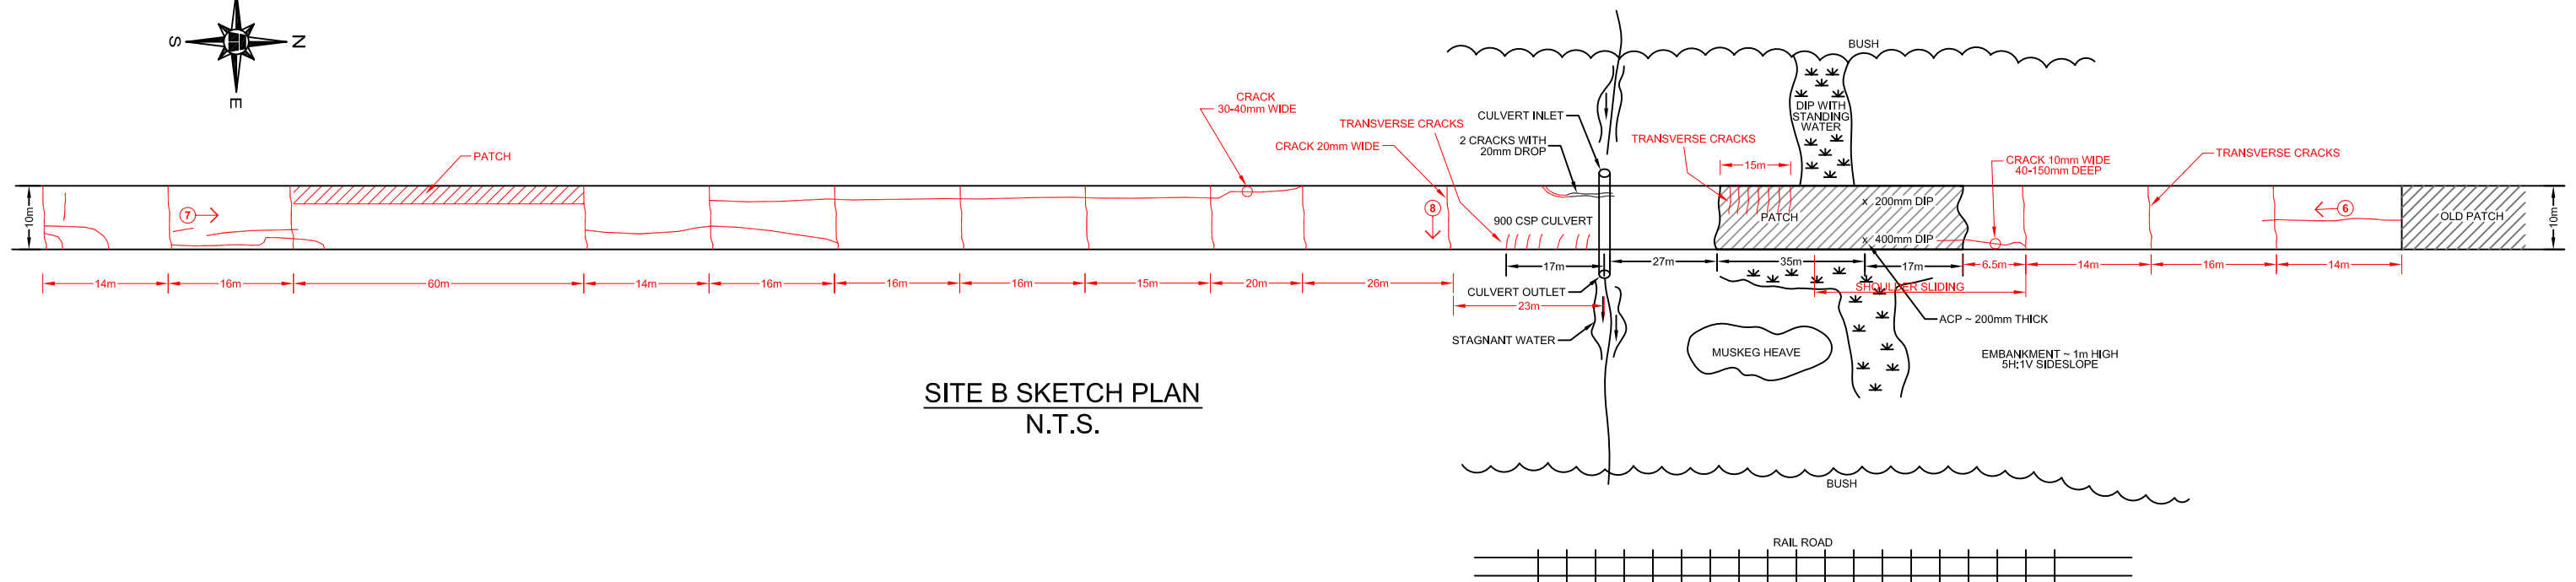 S
N
E
BUSH
CRACK
30-40mm WIDE
CULVERT INLET
DIP WITH
STANDING
WATER
TRANSVERSE CRACKS
2 CRACKS WITH
20mm DROP
TRANSVERSE CRACKS
CRACK 20mm WIDE
PATCH
15m
CRACK 10mm WIDE
40-150mm DEEP
TRANSVERSE CRACKS
10m
7
8
900 CSP CULVERT
PATCH
x 200mm DIP
x 400mm DIP
6
OLD PATCH
10m
14m
16m
60m
14m
16m
16m
16m
15m
20m
26m
17m
27m
35m
17m
6.5m
14m
16m
14m
CULVERT OUTLET
SHOULDER SLIDING
23m
ACP ~ 200mm THICK
STAGNANT WATER
MUSKEG HEAVE
EMBANKMENT ~ 1m HIGH
5H:1V SIDESLOPE
SITE B SKETCH PLAN
N.T.S.
BUSH
RAIL ROAD